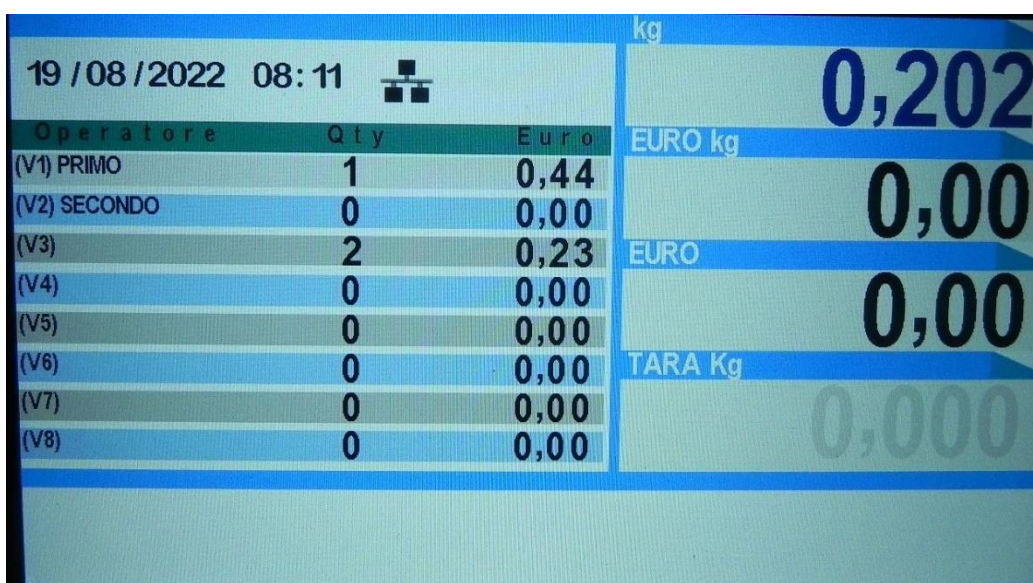 19/08/2022 08:11
Operatore Qty Euro
(V1) PRIMO 1 0,44
(V2) SECONDO 0 0,00
(V3) 2 0,23
(V4) 0 0,00
(V5) 0 0,00
(V6) 0 0,00
(V7) 0 0,00
(V8) 0 0,00
kg
0,202
EURO kg
0,00
EURO
0,00
TARA Kg
0,000